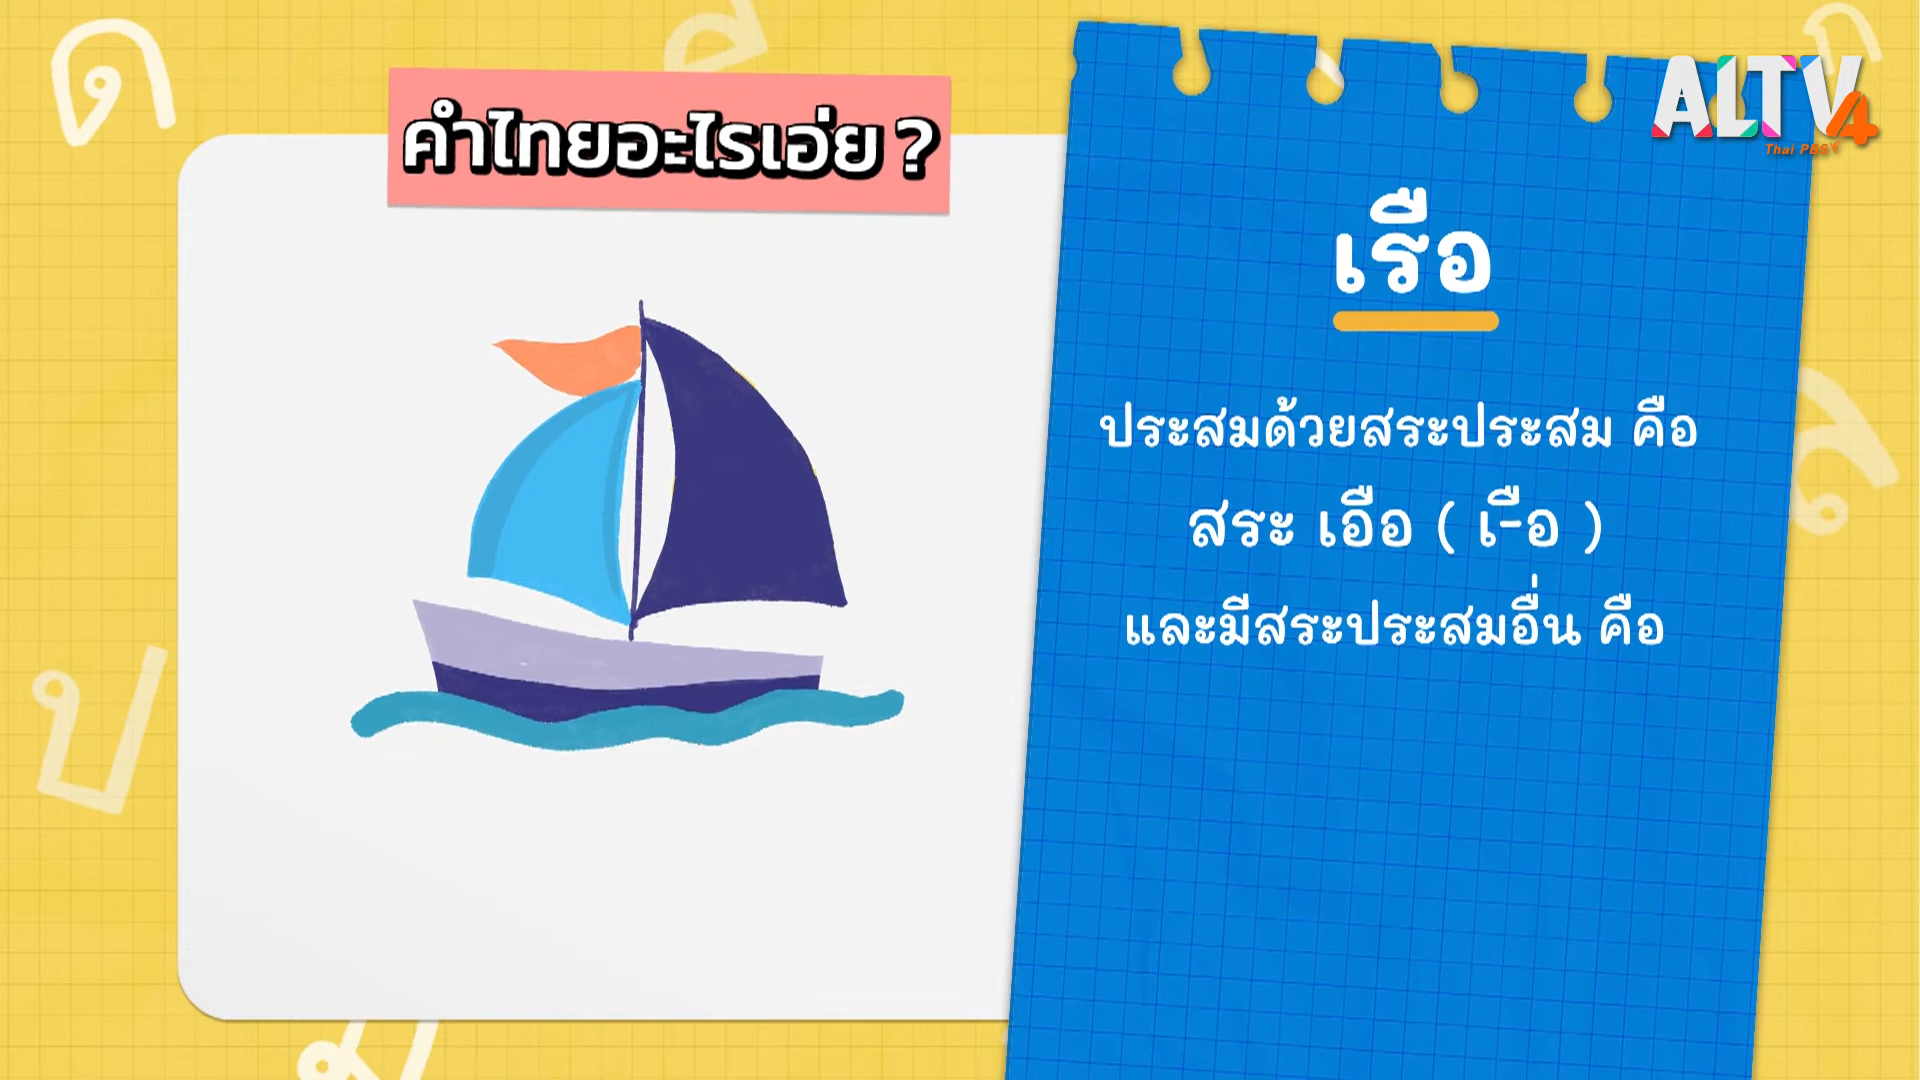 คำไทยอะไรเอ่ย ?
ALTV4
Thai PBS
เรือ
ประสมด้วยสระประสม คือ
สระ เอือ ( เ-ือ )
และมีสระประสมอื่น คือ
ด
ป